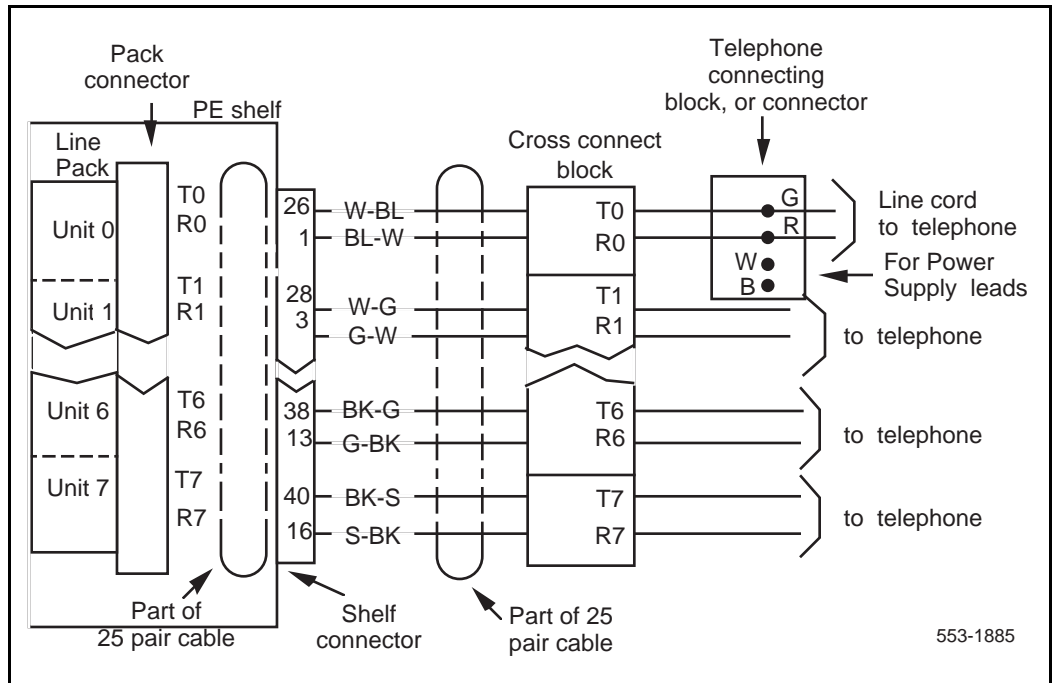 Pack
connector
PE shelf
Telephone
connecting
block, or connector
Line
Pack
Cross connect
block
T0
R0
26
W-BL
T0
G
Line cord
to telephone
Unit 0
1
BL-W
R0
R
W
B
For Power
Supply leads
T1
R1
28
W-G
T1
Unit 1
3
G-W
R1
to telephone
Unit 6
T6
R6
38
BK-G
T6
13
G-BK
R6
to telephone
Unit 7
T7
R7
40
BK-S
T7
16
S-BK
R7
to telephone
Part of
25 pair cable
Shelf
connector
Part of 25
pair cable
553-1885